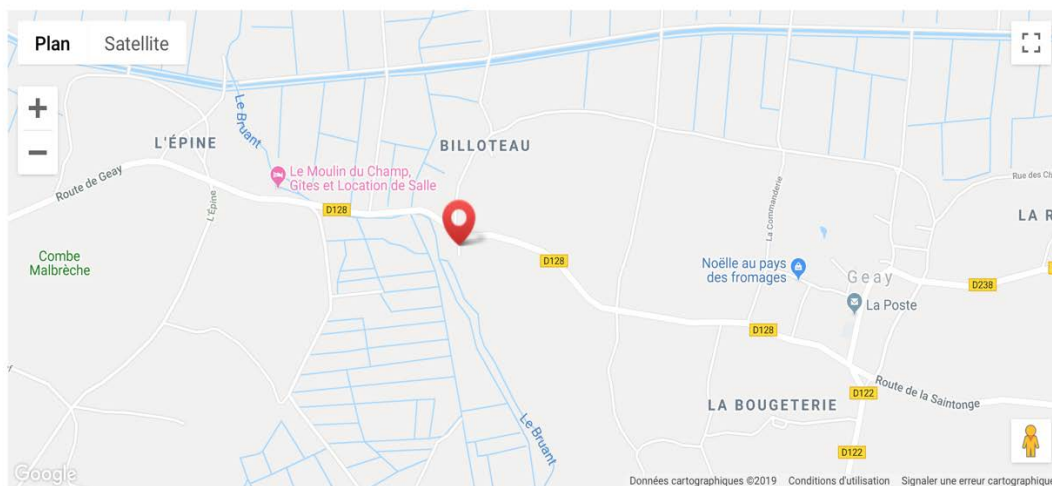 Plan Satellite
+
−
Le Bruant
L'ÉPINE
BILLOTEAU
Le Moulin du Champ,
Gites et Location de Salle
Route de Geay
L'Épine
D128
La Commanderie
Rue des
LA R
Combe
Malbrèche
D128
Noëlle au pays
des fromages
Geay
D238
La Poste
D128
Route de la Saintonge
D122
LA BOUGETERIE
Le Bruant
D122
Google
Données cartographiques ©2019 Conditions d'utilisation Signaler une erreur cartographique